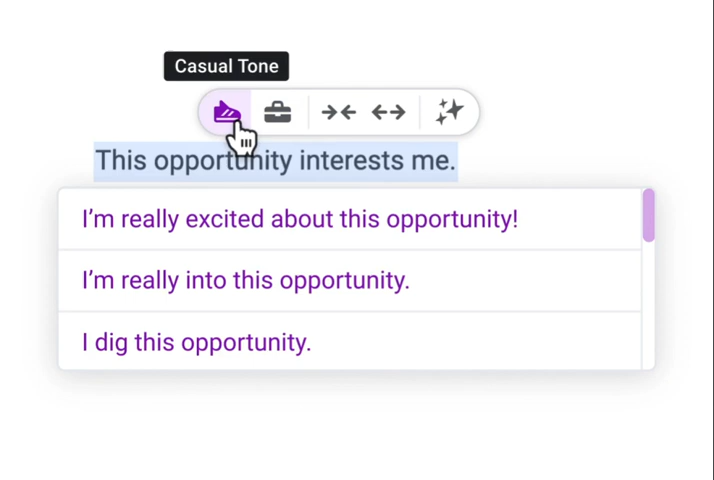 Casual Tone
This opportunity interests me.
I’m really excited about this opportunity!
I’m really into this opportunity.
I dig this opportunity.